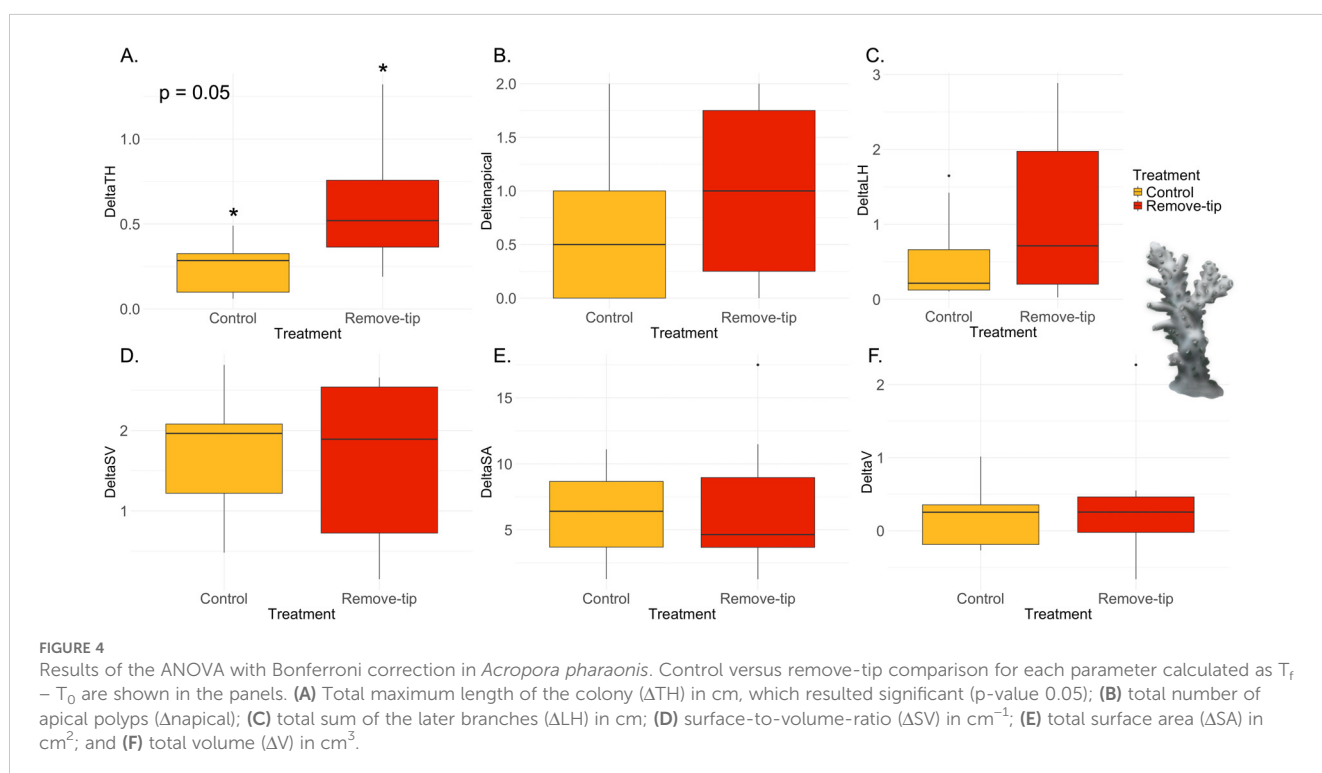 A.
p = 0.05
*
*
DeltaTH
1.0
0.5
0.0
Control
Remove-tip
Treatment
B.
Deltanapical
2.0
1.5
1.0
0.5
0.0
Control
Remove-tip
Treatment
C.
DeltaLH
3
2
1
0
Control
Remove-tip
Treatment
Treatment
Control
Remove-tip
D.
DeltaSV
2
1
Control
Remove-tip
Treatment
E.
DeltaSA
15
10
5
Control
Remove-tip
Treatment
F.
DeltaV
2
1
0
Control
Remove-tip
Treatment
FIGURE 4
Results of the ANOVA with Bonferroni correction in Acropora pharaonis. Control versus remove-tip comparison for each parameter calculated as Tf
– T0 are shown in the panels. (A) Total maximum length of the colony (ΔTH) in cm, which resulted significant (p-value 0.05); (B) total number of
apical polyps (Δnapical); (C) total sum of the later branches (ΔLH) in cm; (D) surface-to-volume-ratio (ΔSV) in cm−1; (E) total surface area (ΔSA) in
cm2; and (F) total volume (ΔV) in cm3.